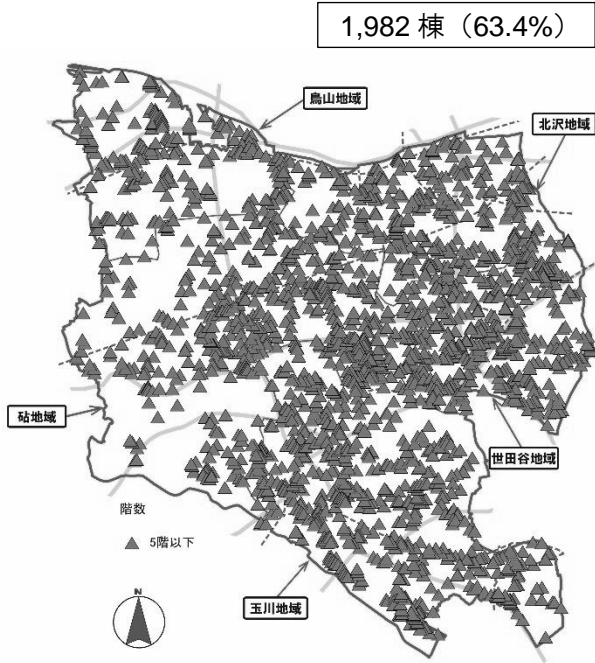 1,982 棟（63.4%）
烏山地域
北沢地域
砧地域
世田谷地域
階数
5階以下
玉川地域
N